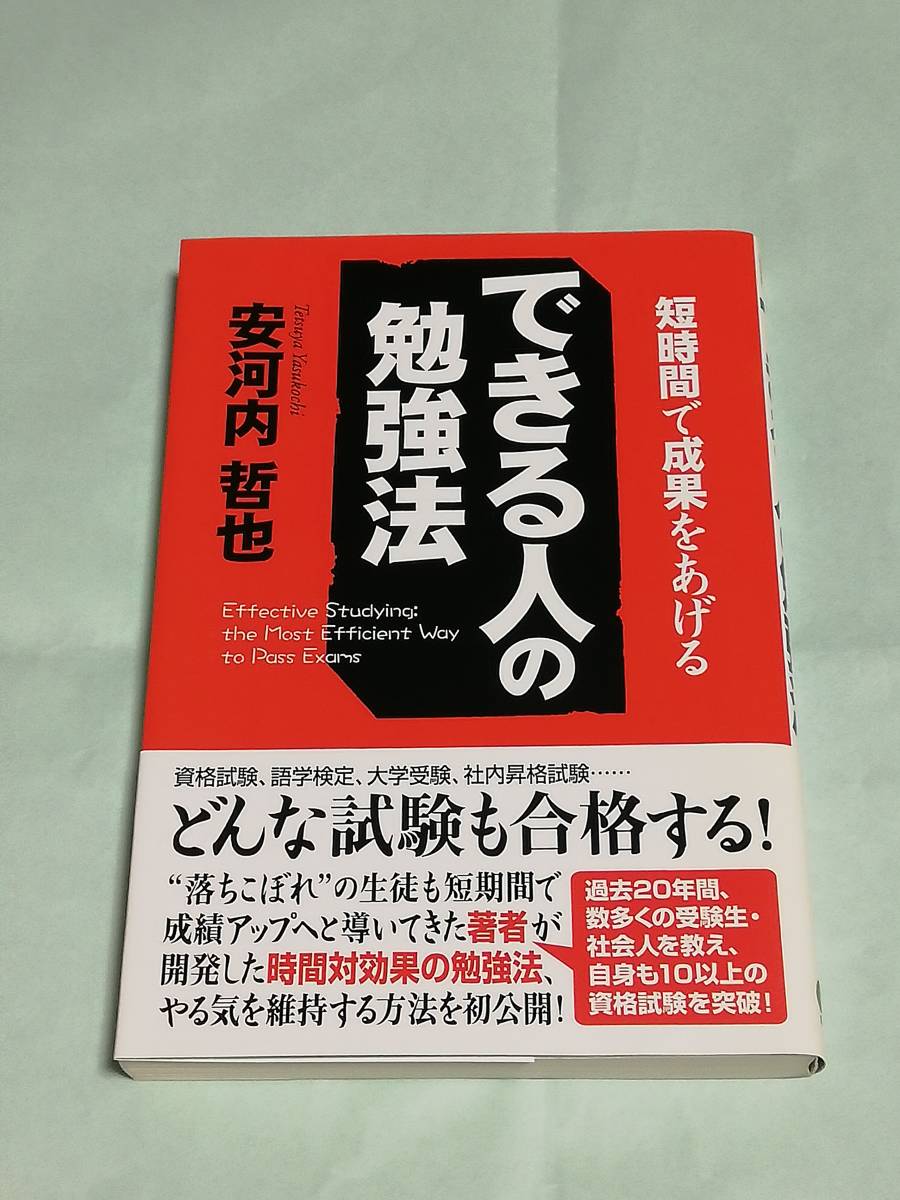 短時間で成果をあげる
できる人の
勉強法
Tetsuya Yasukochi
安河内 哲也
Effective Studying:
the Most Efficient Way
to Pass Exams
資格試験、語学検定、大学受験、社内昇格試験……
どんな試験も合格する!
“落ちこぼれ”の生徒も短期間で
成績アップへと導いてきた著者が
開発した時間対効果の勉強法、
やる気を維持する方法を初公開!
過去20年間、
数多くの受験生・
社会人を教え、
自身も10以上の
資格試験を突破!